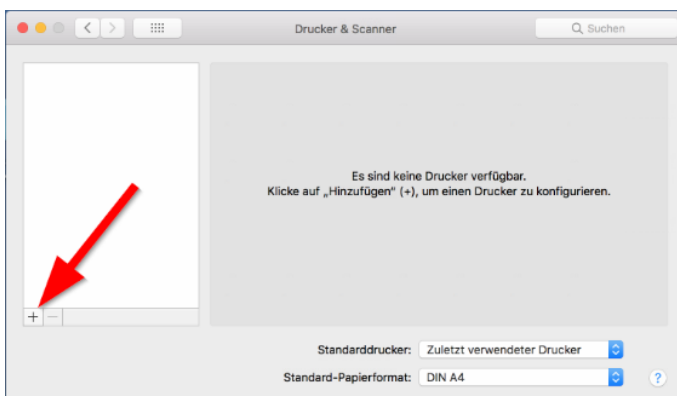 Drucker & Scanner
Suchen
Es sind keine Drucker verfügbar.
Klicke auf „Hinzufügen" (+), um einen Drucker zu konfigurieren.
+ −
Standarddrucker: Zuletzt verwendeter Drucker
Standard-Papierformat: DIN A4
?